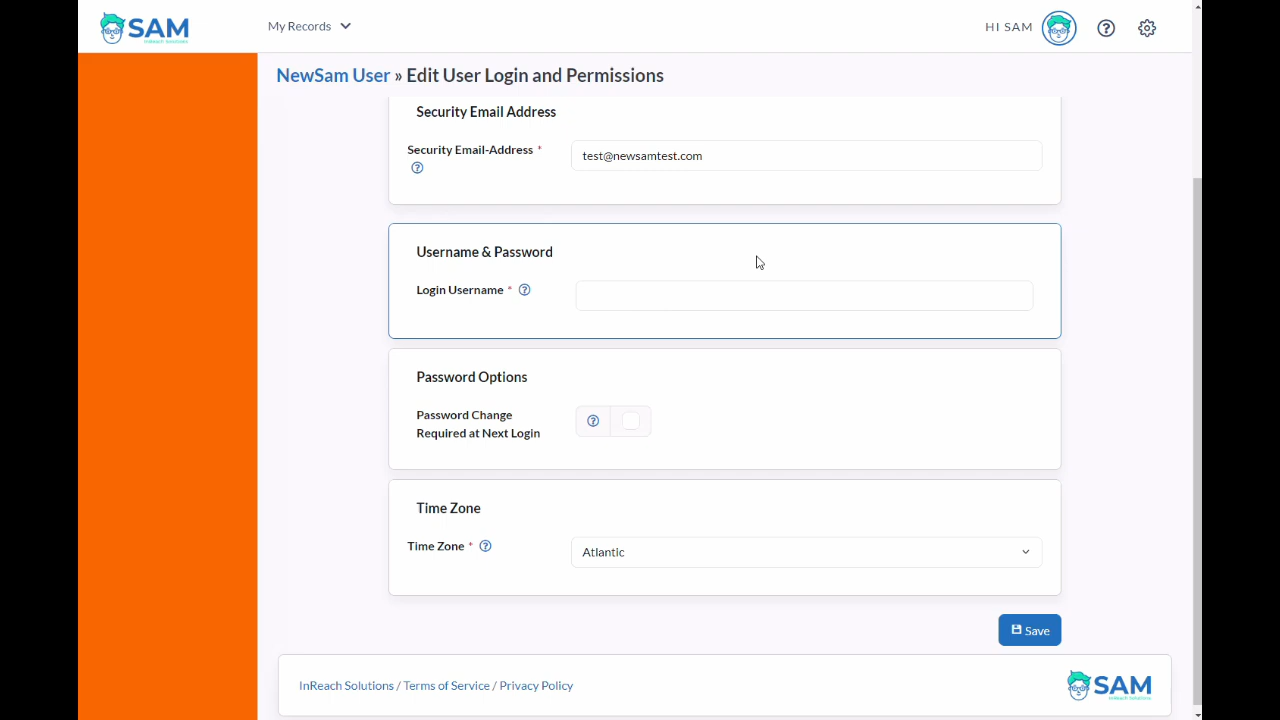 SAM
InReach Solutions
My Records
HI SAM
NewSam User » Edit User Login and Permissions
Security Email Address
Security Email-Address *
test@newsamtest.com
Username & Password
Login Username *
Password Options
Password Change
Required at Next Login
Time Zone
Time Zone *
Atlantic
Save
InReach Solutions / Terms of Service / Privacy Policy
SAM
InReach Solutions